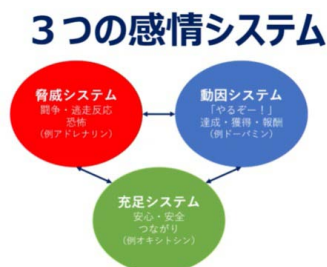 ３つの感情システム
脅威システム
闘争・逃走反応
恐怖
(例アドレナリン)
動因システム
「やるぞー！」
達成・獲得・報酬
(例ドーパミン)
充足システム
安心・安全
つながり
(例オキシトシン)